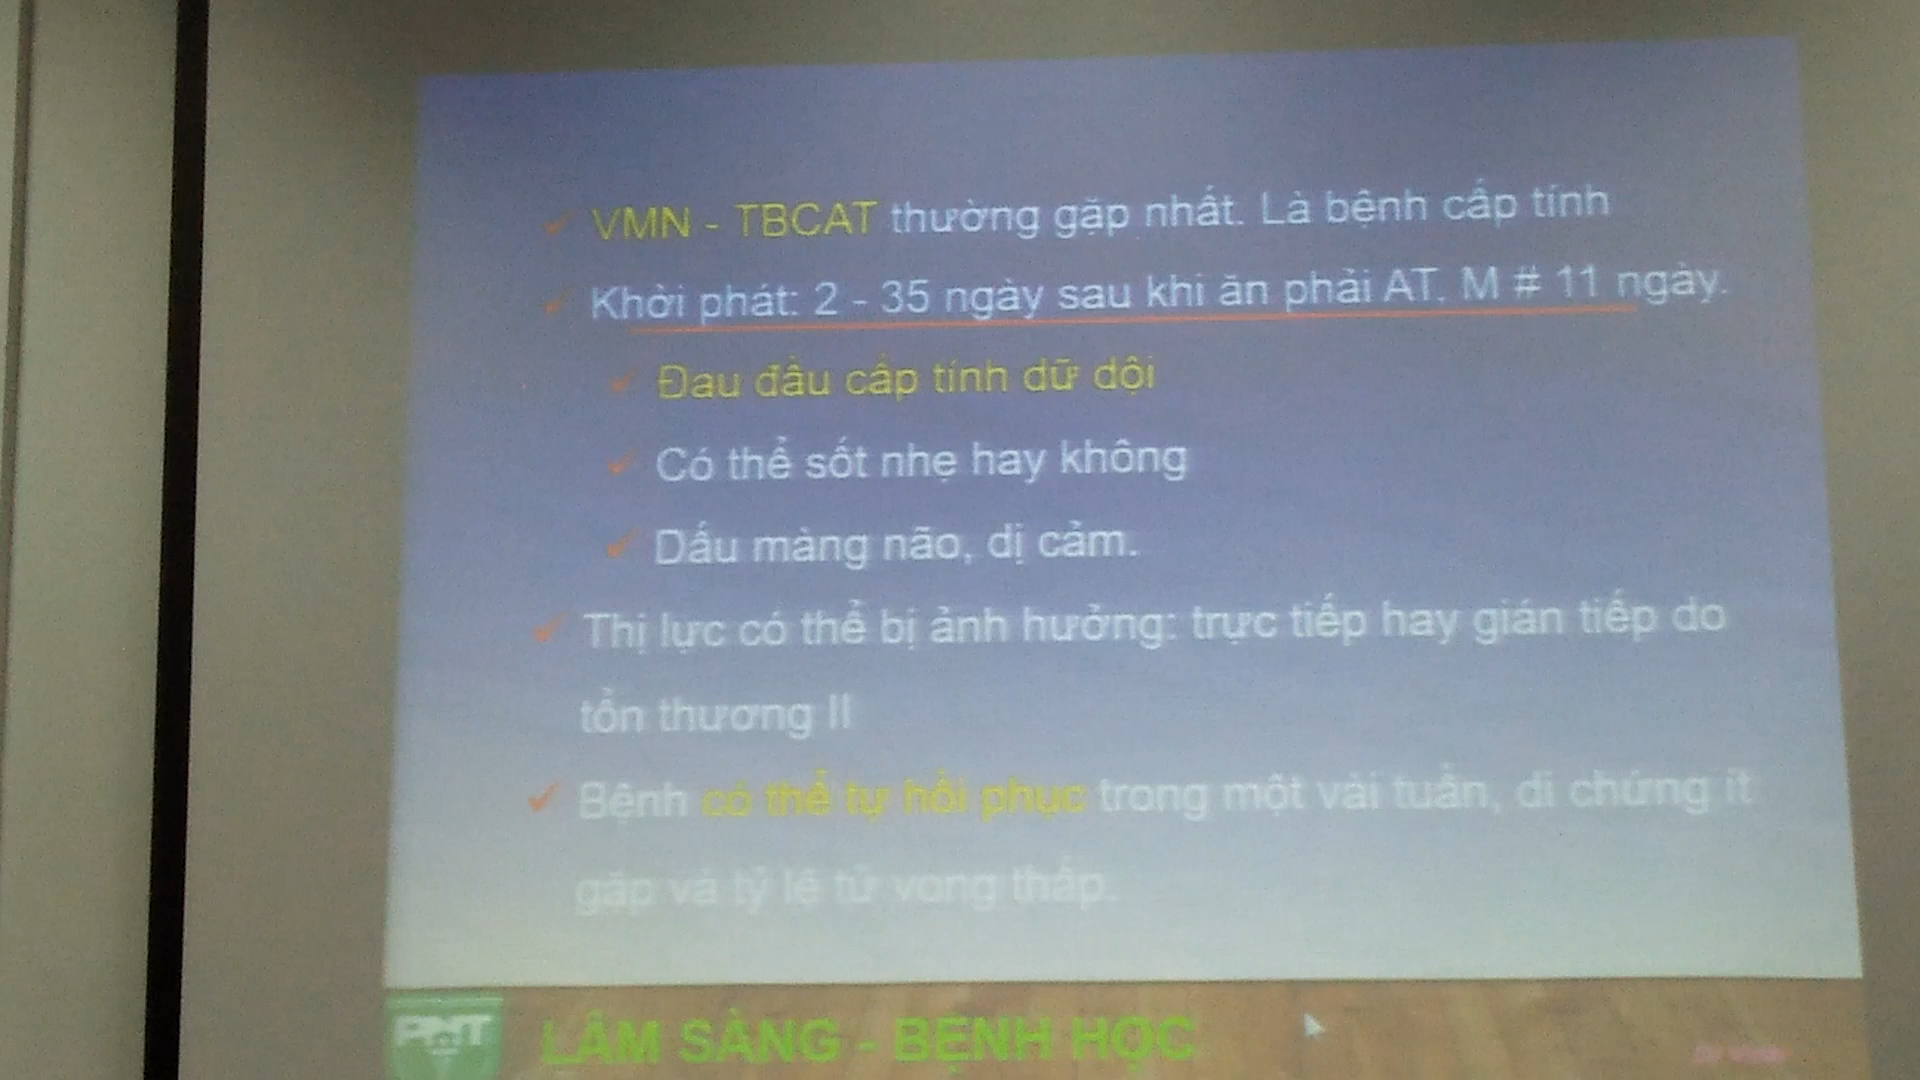 VMN - TBCAT thường gặp nhất. Là bệnh cấp tính
Khởi phát: 2 - 35 ngày sau khi ăn phải AT. M # 11 ngày.
Đau đầu cấp tính dữ dội
Có thể sốt nhẹ hay không
Dấu màng não, dị cảm.
Thị lực có thể bị ảnh hưởng: trực tiếp hay gián tiếp do
tổn thương II
Bệnh có thể tự hồi phục trong một vài tuần, di chứng ít
gặp và tỷ lệ tử vong thấp.
PNT
LÂM SÀNG - BỆNH HỌC